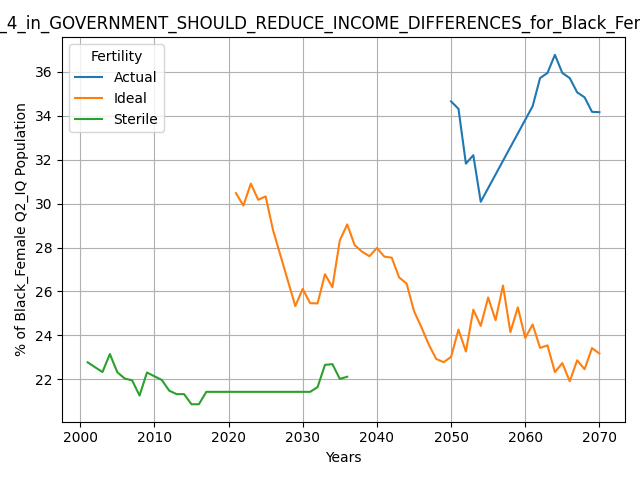 _4_in_GOVERNMENT_SHOULD_REDUCE_INCOME_DIFFERENCES_for_Black_Fem
Fertility
Actual
Ideal
Sterile
% of Black_Female Q2_IQ Population
36
34
32
30
28
26
24
22
2000 2010 2020 2030 2040 2050 2060 2070
Years